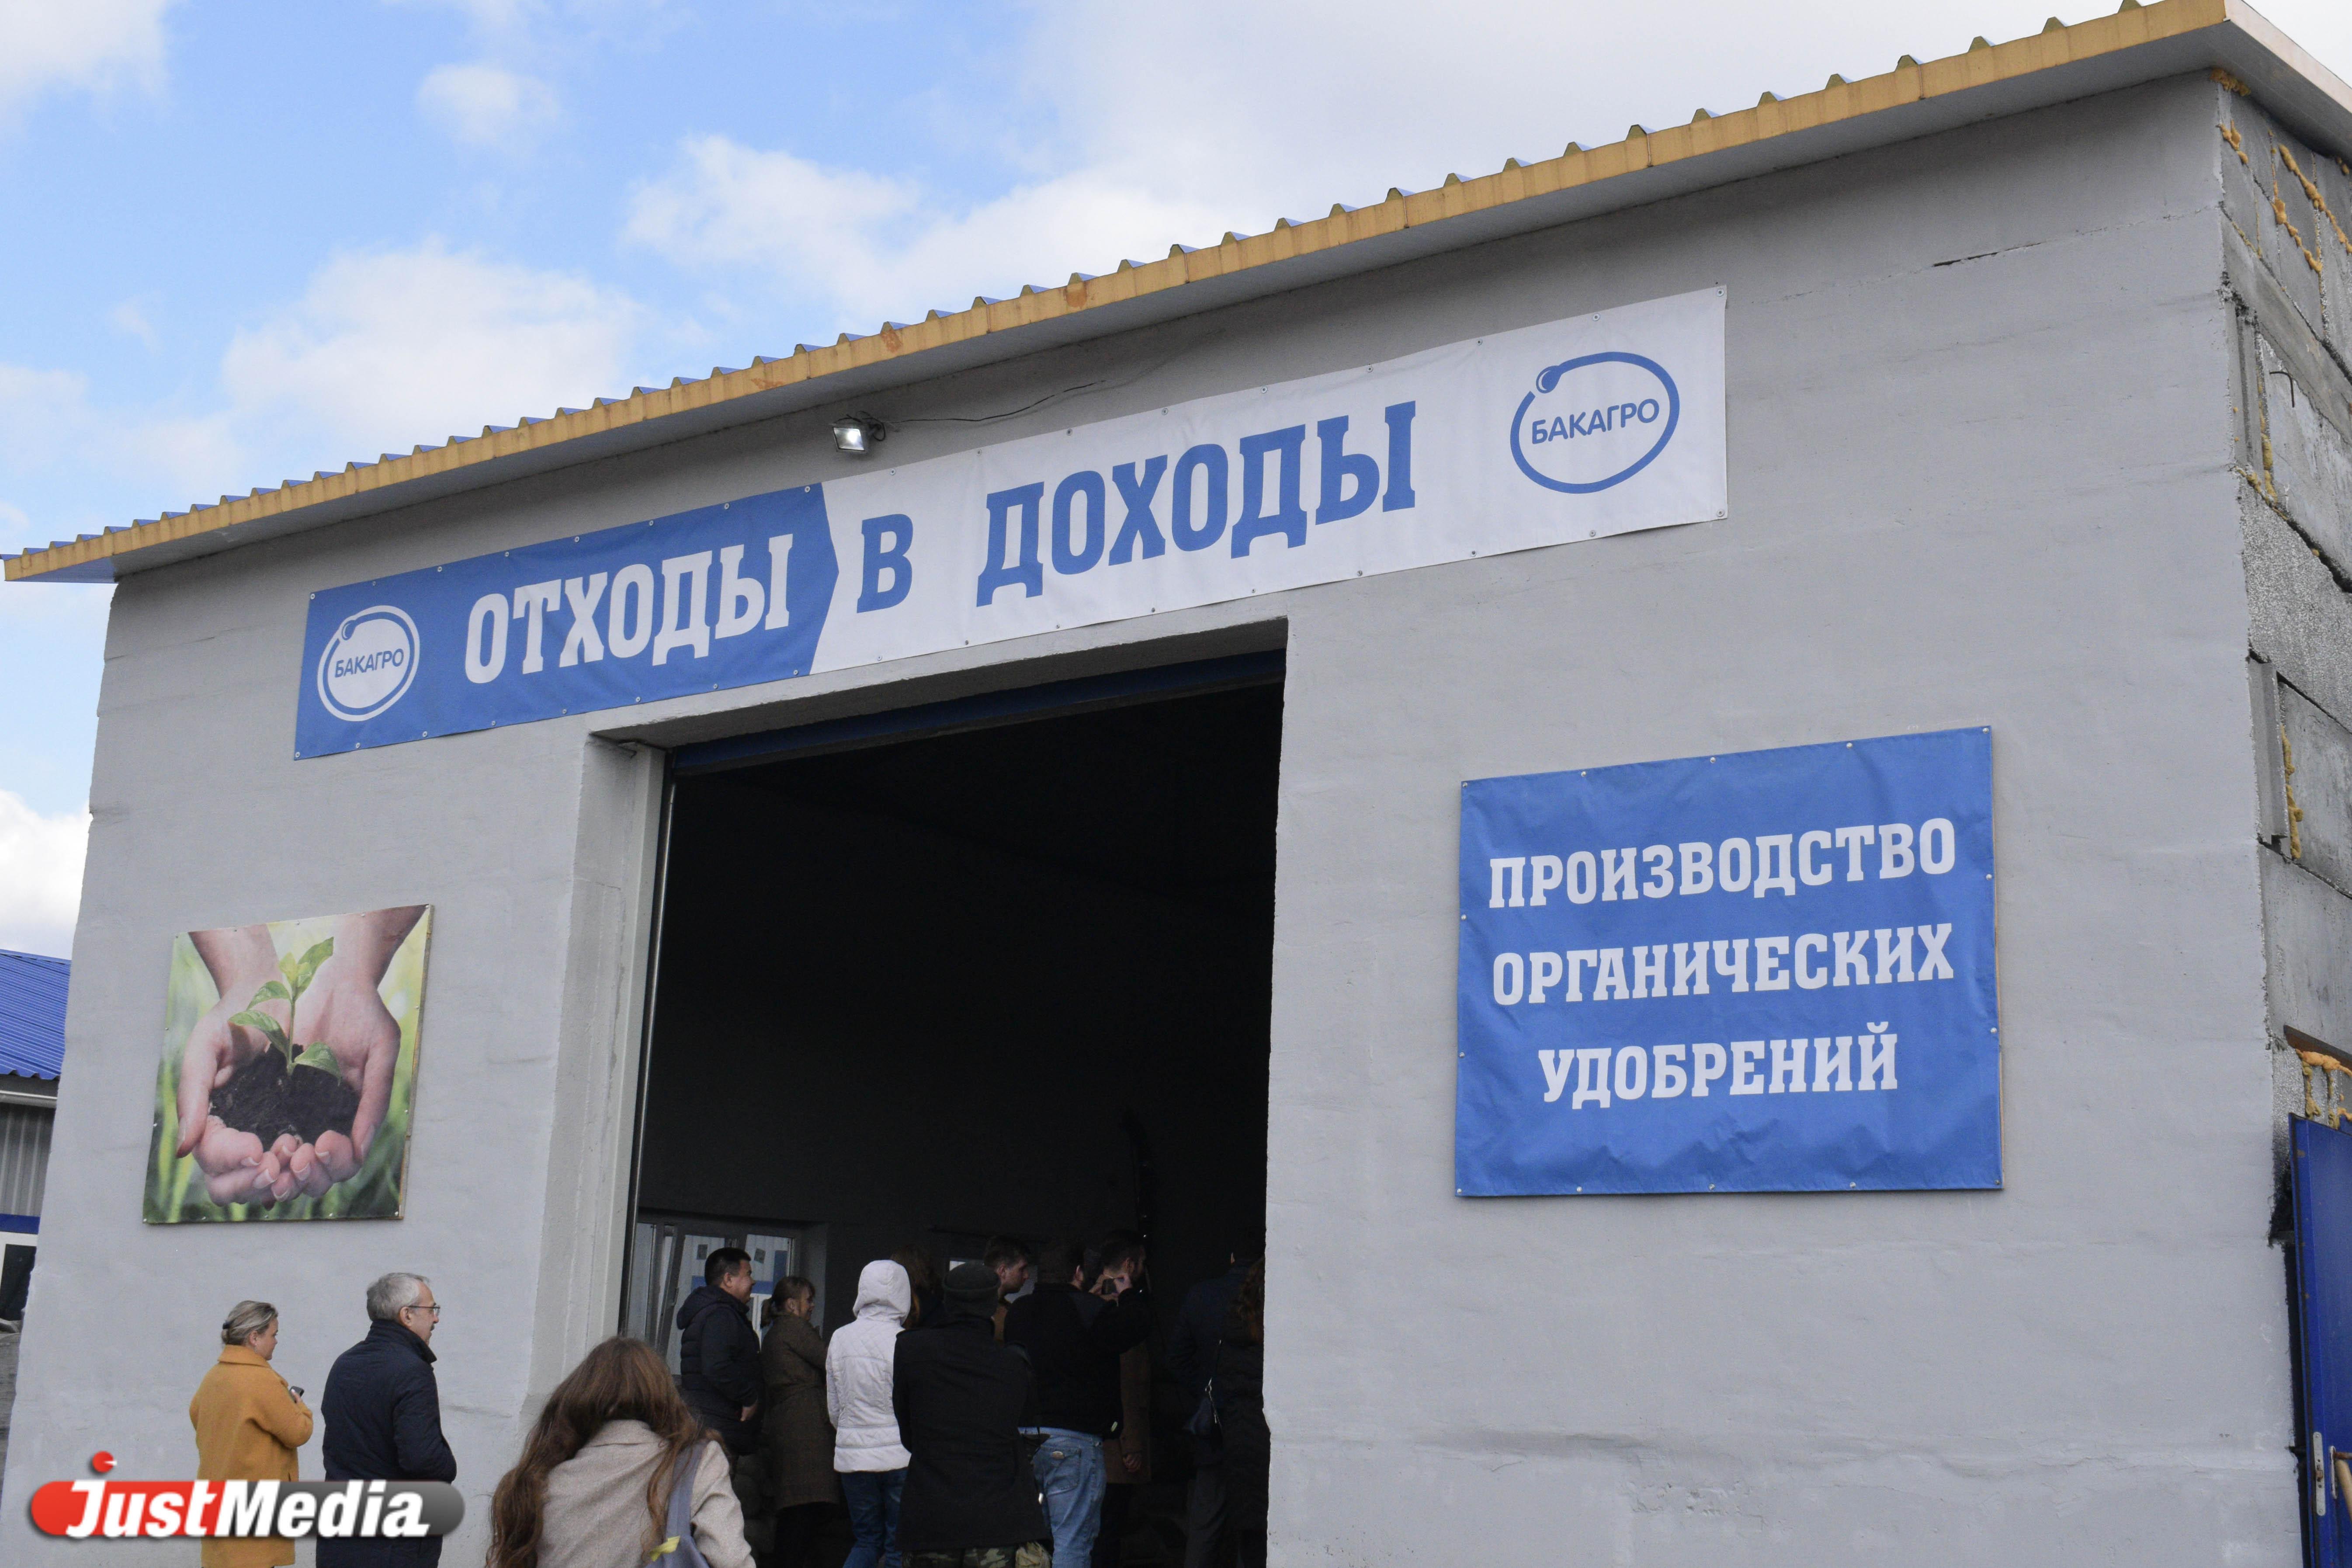 БАКАГРО
ОТХОДЫ В ДОХОДЫ
БАКАГРО
ПРОИЗВОДСТВО
ОРГАНИЧЕСКИХ
УДОБРЕНИЙ
JustMedia